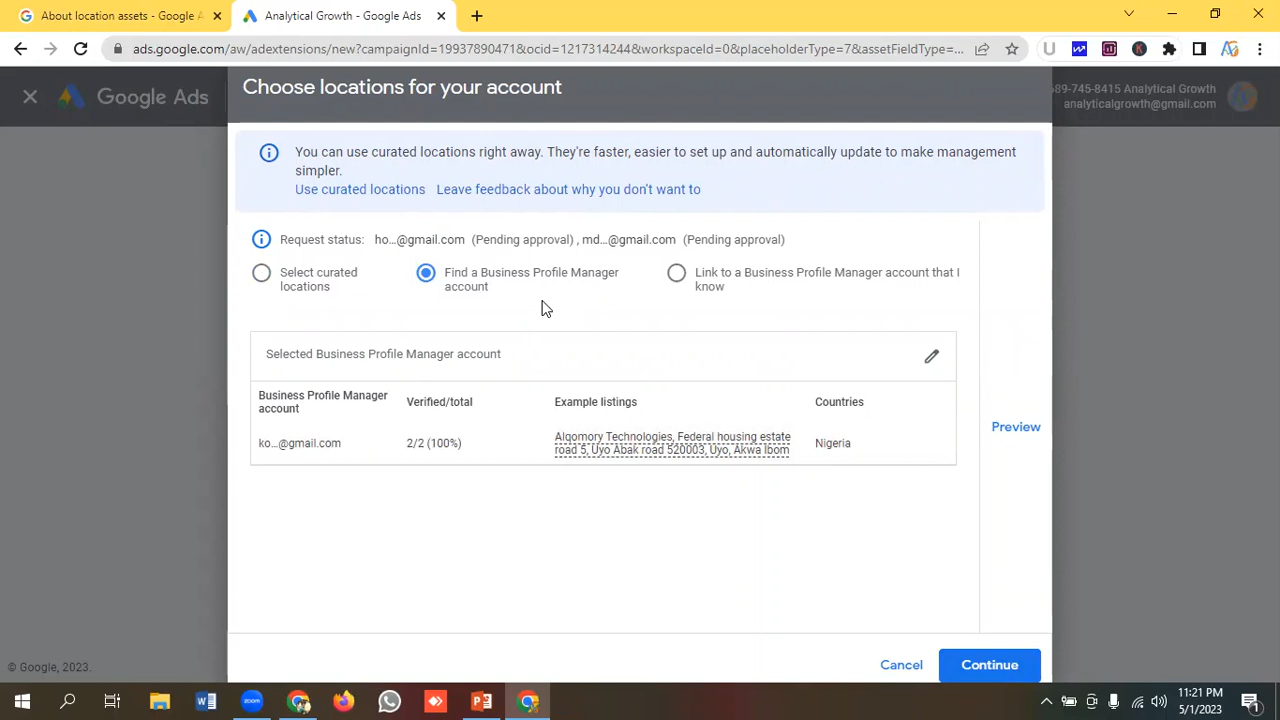 About location assets - Google A
Analytical Growth - Google Ads
ads.google.com/aw/adextensions/new?campaignId=19937890471&ocid=1217314244&workspaceId=0&placeholderType=7&assetFieldType=...
Google Ads
Choose locations for your account
589-745-8415 Analytical Growth
analyticalgrowth@gmail.com
You can use curated locations right away. They're faster, easier to set up and automatically update to make management
simpler.
Use curated locations Leave feedback about why you don't want to
Request status: ho...@gmail.com (Pending approval) , md...@gmail.com (Pending approval)
Select curated
locations
Find a Business Profile Manager
account
Link to a Business Profile Manager account that I
know
Selected Business Profile Manager account
Business Profile Manager
account
Verified/total
Example listings
Countries
ko...@gmail.com
2/2 (100%)
Alqomory Technologies, Federal housing estate
road 5, Uyo Abak road 520003, Uyo, Akwa Ibom
Nigeria
Preview
Cancel
Continue
© Google, 2023.
zoom
11:21 PM
5/1/2023